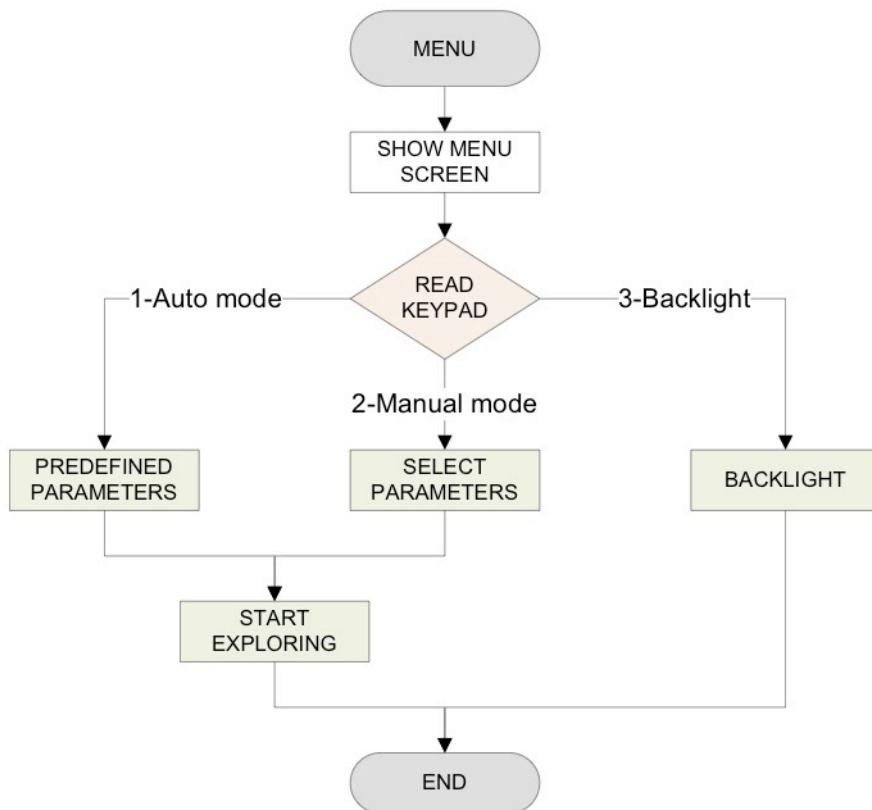 MENU
SHOW MENU
SCREEN
READ
KEYPAD
1-Auto mode
3-Backlight
2-Manual mode
PREDEFINED
PARAMETERS
SELECT
PARAMETERS
BACKLIGHT
START
EXPLORING
END